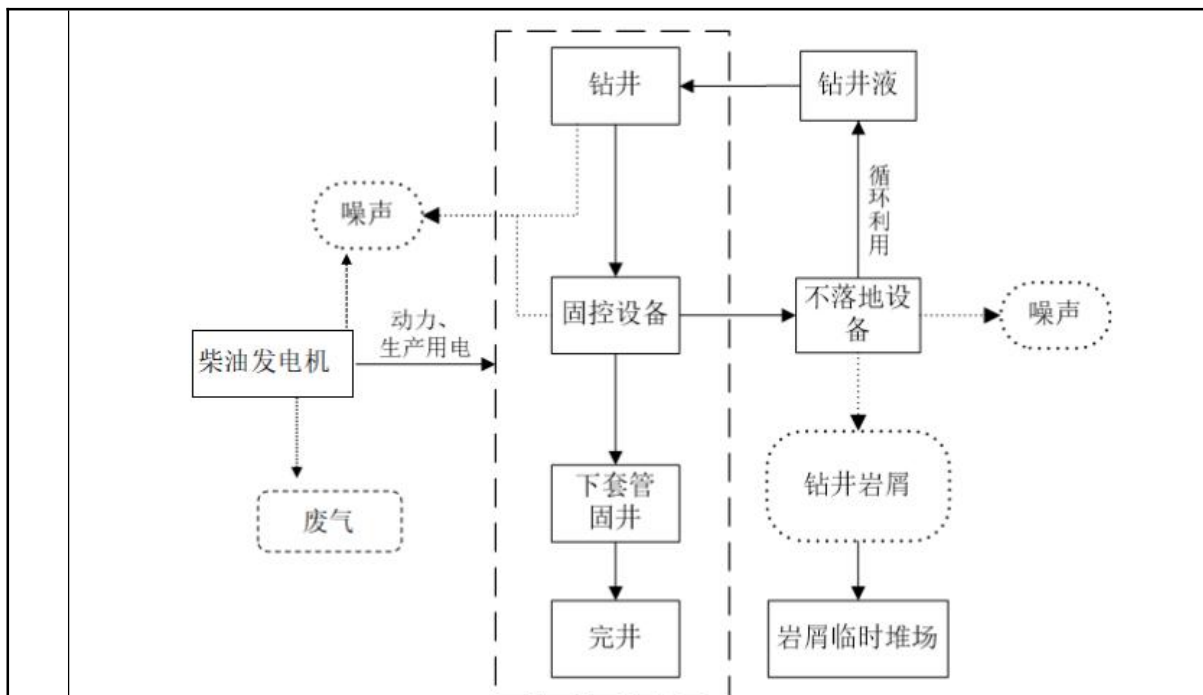 钻井
钻井液
循
环
利
用
噪声
固控设备
不落地设
备
噪声
动力、
生产用电
柴油发电机
下套管
固井
钻井岩屑
废气
完井
岩屑临时堆场